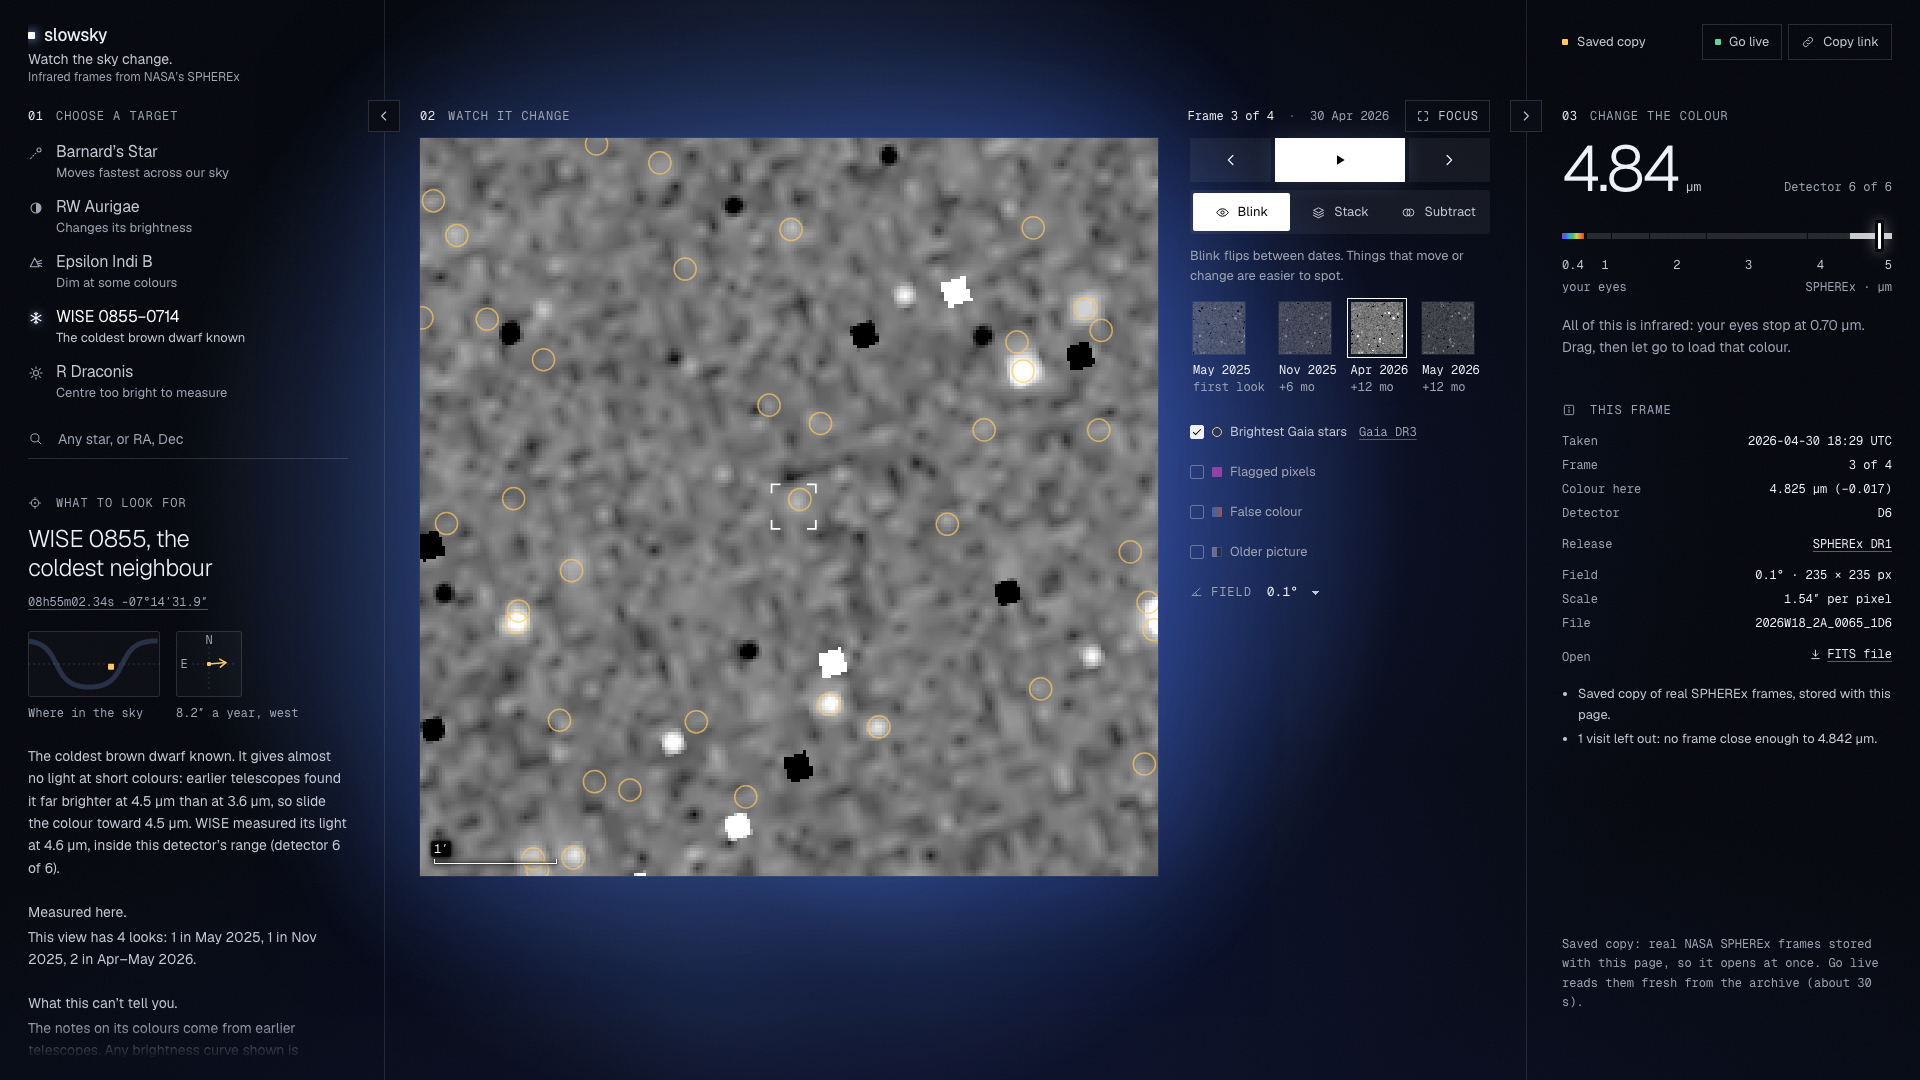 slowsky
Watch the sky change.
Infrared frames from NASA's SPHEREx
01 CHOOSE A TARGET
Barnard's Star
Moves fastest across our sky
RW Aurigae
Changes its brightness
Epsilon Indi B
Dim at some colours
WISE 0855–0714
The coldest brown dwarf known
R Draconis
Centre too bright to measure
Any star, or RA, Dec
WHAT TO LOOK FOR
WISE 0855, the
coldest neighbour
08h55m02.34s -07°14′31.9″
N
E
Where in the sky
8.2″ a year, west
The coldest brown dwarf known. It gives almost
no light at short colours: earlier telescopes found
it far brighter at 4.5 µm than at 3.6 µm, so slide
the colour toward 4.5 µm. WISE measured its light
at 4.6 µm, inside this detector's range (detector 6
of 6).
Measured here.
This view has 4 looks: 1 in May 2025, 1 in Nov
2025, 2 in Apr–May 2026.
What this can't tell you.
The notes on its colours come from earlier
telescopes. Any brightness curve shown is
02 WATCH IT CHANGE
Frame 3 of 4 · 30 Apr 2026
FOCUS
1′
Blink
Stack
Subtract
Blink flips between dates. Things that move or
change are easier to spot.
May 2025
first look
Nov 2025
+6 mo
Apr 2026
+12 mo
May 2026
+12 mo
Brightest Gaia stars Gaia DR3
Flagged pixels
False colour
Older picture
FIELD 0.1°
Saved copy
Go live
Copy link
03 CHANGE THE COLOUR
4.84 µm
Detector 6 of 6
0.4 1 2 3 4 5
your eyes
SPHEREx · µm
All of this is infrared: your eyes stop at 0.70 µm.
Drag, then let go to load that colour.
THIS FRAME
Taken 2026-04-30 18:29 UTC
Frame 3 of 4
Colour here 4.825 µm (−0.017)
Detector D6
Release SPHEREx DR1
Field 0.1° · 235 × 235 px
Scale 1.54″ per pixel
File 2026W18_2A_0065_1D6
Open FITS file
• Saved copy of real SPHEREx frames, stored with this
page.
• 1 visit left out: no frame close enough to 4.842 µm.
Saved copy: real NASA SPHEREx frames stored
with this page, so it opens at once. Go live
reads them fresh from the archive (about 30
s).